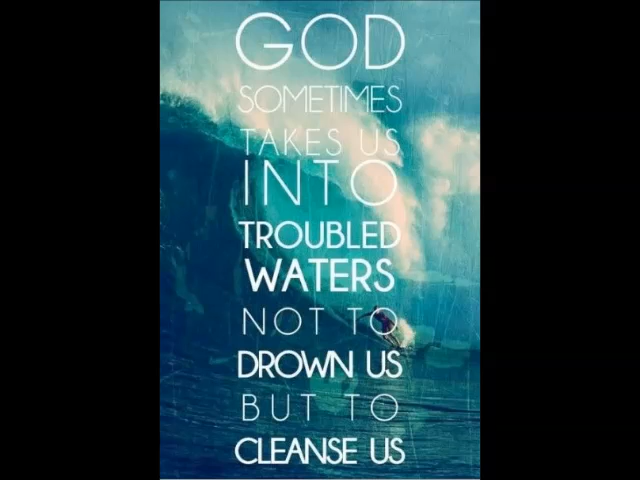 GOD
SOMETIMES
TAKES US
INTO
TROUBLED
WATERS
NOT TO
DROWN US
BUT TO
CLEANSE US